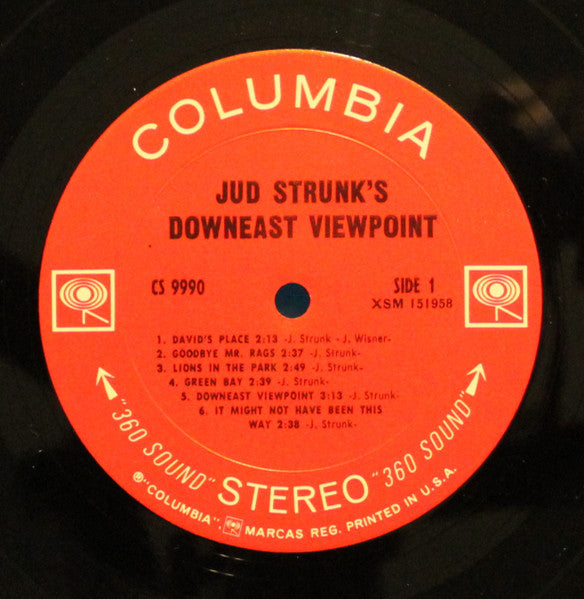 COLUMBIA
JUD STRUNK'S
DOWNEAST VIEWPOINT
CS 9990
SIDE 1
XSM 151958
1. DAVID'S PLACE 2:13 -J. Strunk - J. Wisner-
2. GOODBYE MR. RAGS 2:37 -J. Strunk-
3. LIONS IN THE PARK 2:49 -J. Strunk-
4. GREEN BAY 2:39 -J. Strunk-
5. DOWNEAST VIEWPOINT 3:13 -J. Strunk-
6. IT MIGHT NOT HAVE BEEN THIS
WAY 2:38 -J. Strunk-
"360 SOUND" STEREO "360 SOUND"
®"COLUMBIA", MARCAS REG. PRINTED IN U.S.A.